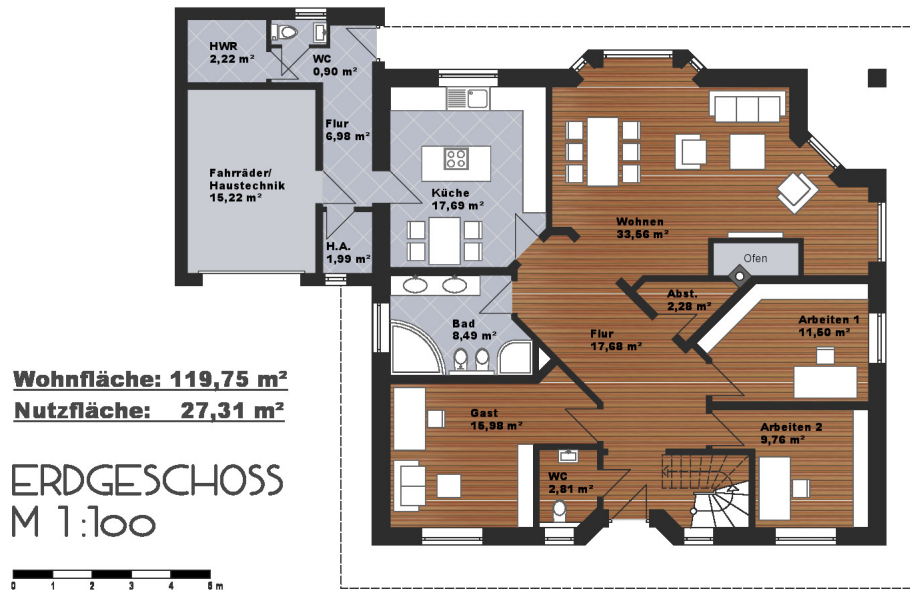 HWR
2,22 m²
WC
0,90 m²
Flur
6,98 m²
Fahrräder/
Haustechnik
15,22 m²
H.A.
1,99 m²
Küche
17,69 m²
Wohnen
33,56 m²
Ofen
Abst.
2,28 m²
Bad
8,49 m²
Flur
17,68 m²
Arbeiten 1
11,50 m²
Gast
15,98 m²
Arbeiten 2
9,76 m²
WC
2,81 m²
Wohnfläche: 119,75 m²
Nutzfläche: 27,31 m²
ERDGESCHOSS
M 1:100
0 1 2 3 4 5 m